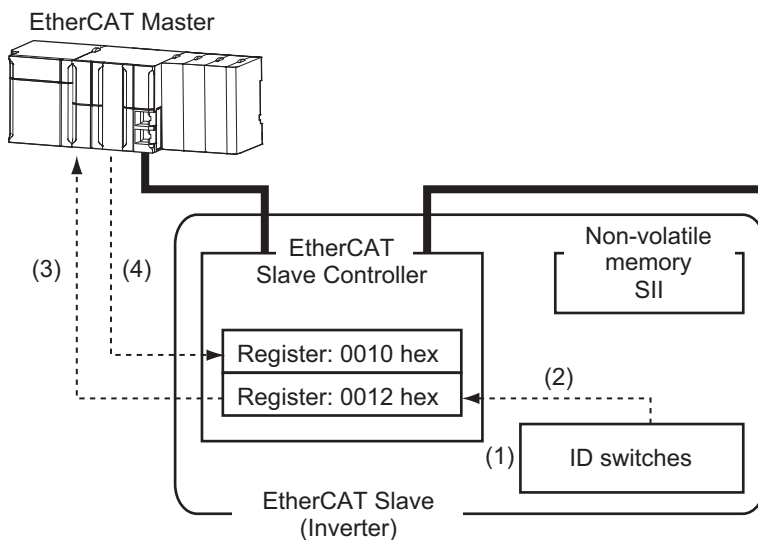 EtherCAT Master
EtherCAT
Slave Controller
Non-volatile
memory
SII
(3)
(4)
Register: 0010 hex
Register: 0012 hex
(2)
(1)
ID switches
EtherCAT Slave
(Inverter)